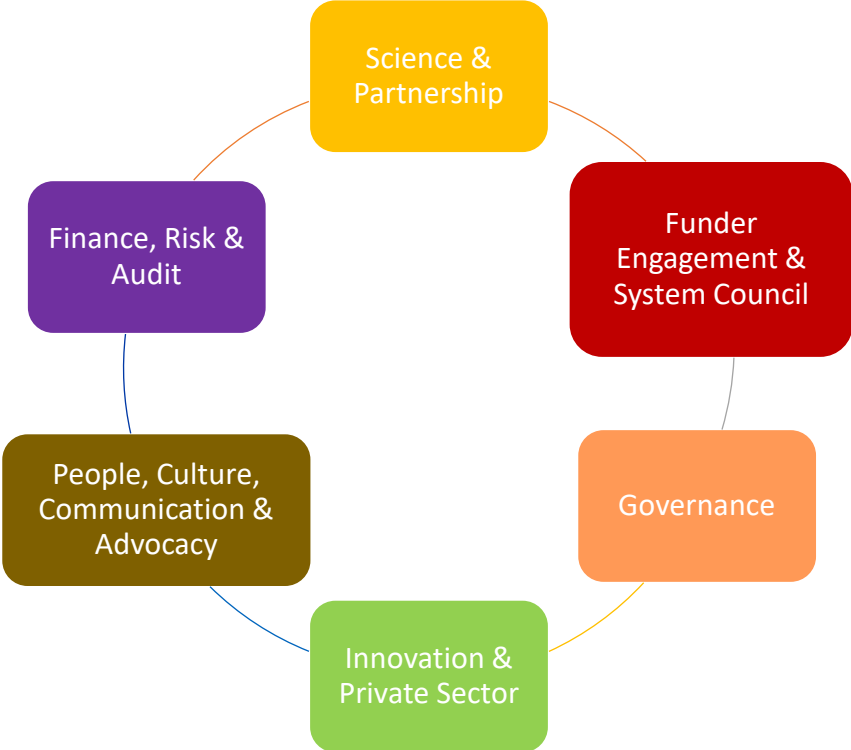 Science &
Partnership
Funder
Engagement &
System Council
Governance
Innovation &
Private Sector
People, Culture,
Communication &
Advocacy
Finance, Risk &
Audit